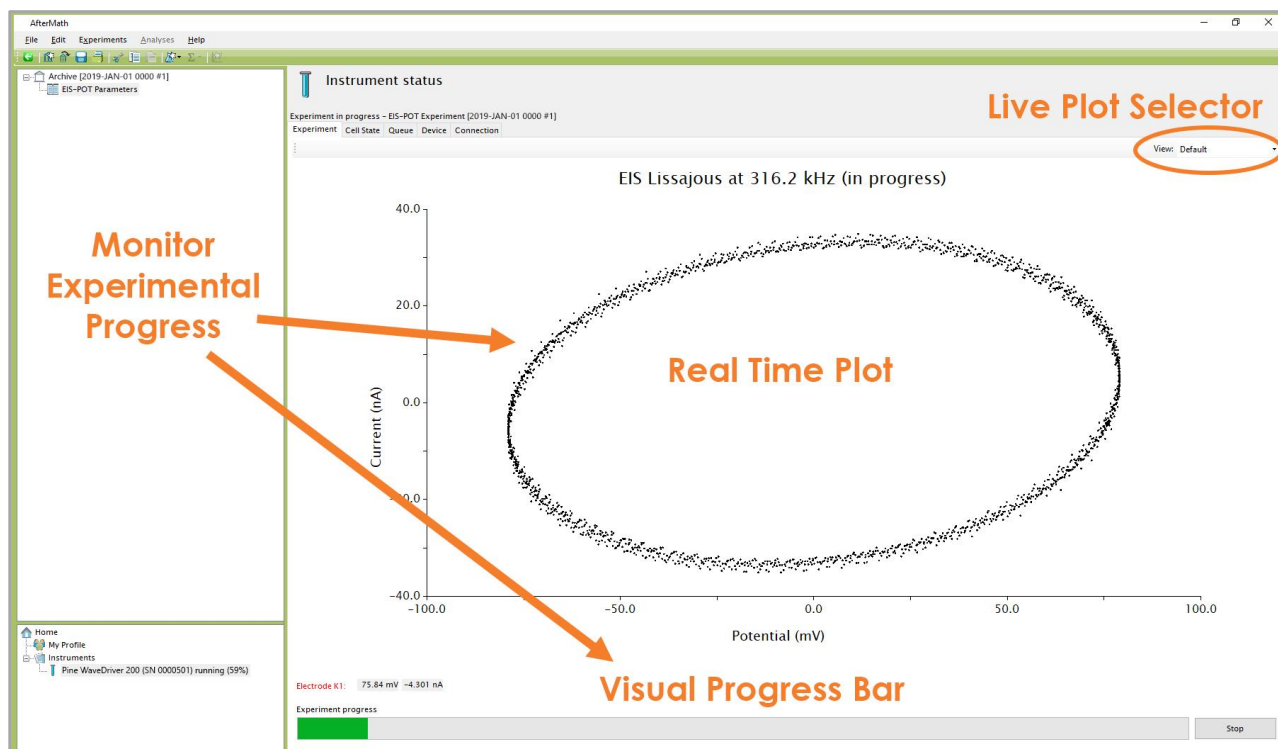 AfterMath
File Edit Experiments Analyses Help
Archive [2019-JAN-01 0000 #1]
EIS-POT Parameters
Instrument status
Live Plot Selector
Experiment in progress - EIS-POT Experiment [2019-JAN-01 0000 #1]
Experiment Cell State Queue Device Connection
View: Default
EIS Lissajous at 316.2 kHz (in progress)
40.0
Monitor
Experimental
Progress
20.0
Real Time Plot
0.0
Current (nA)
-40.0
-100.0 -50.0 0.0 50.0 100.0
Potential (mV)
Home
My Profile
Instruments
Pine WaveDriver 200 (SN 0000501) running (59%)
Electrode K1: 75.84 mV -4.301 nA
Visual Progress Bar
Experiment progress
Stop